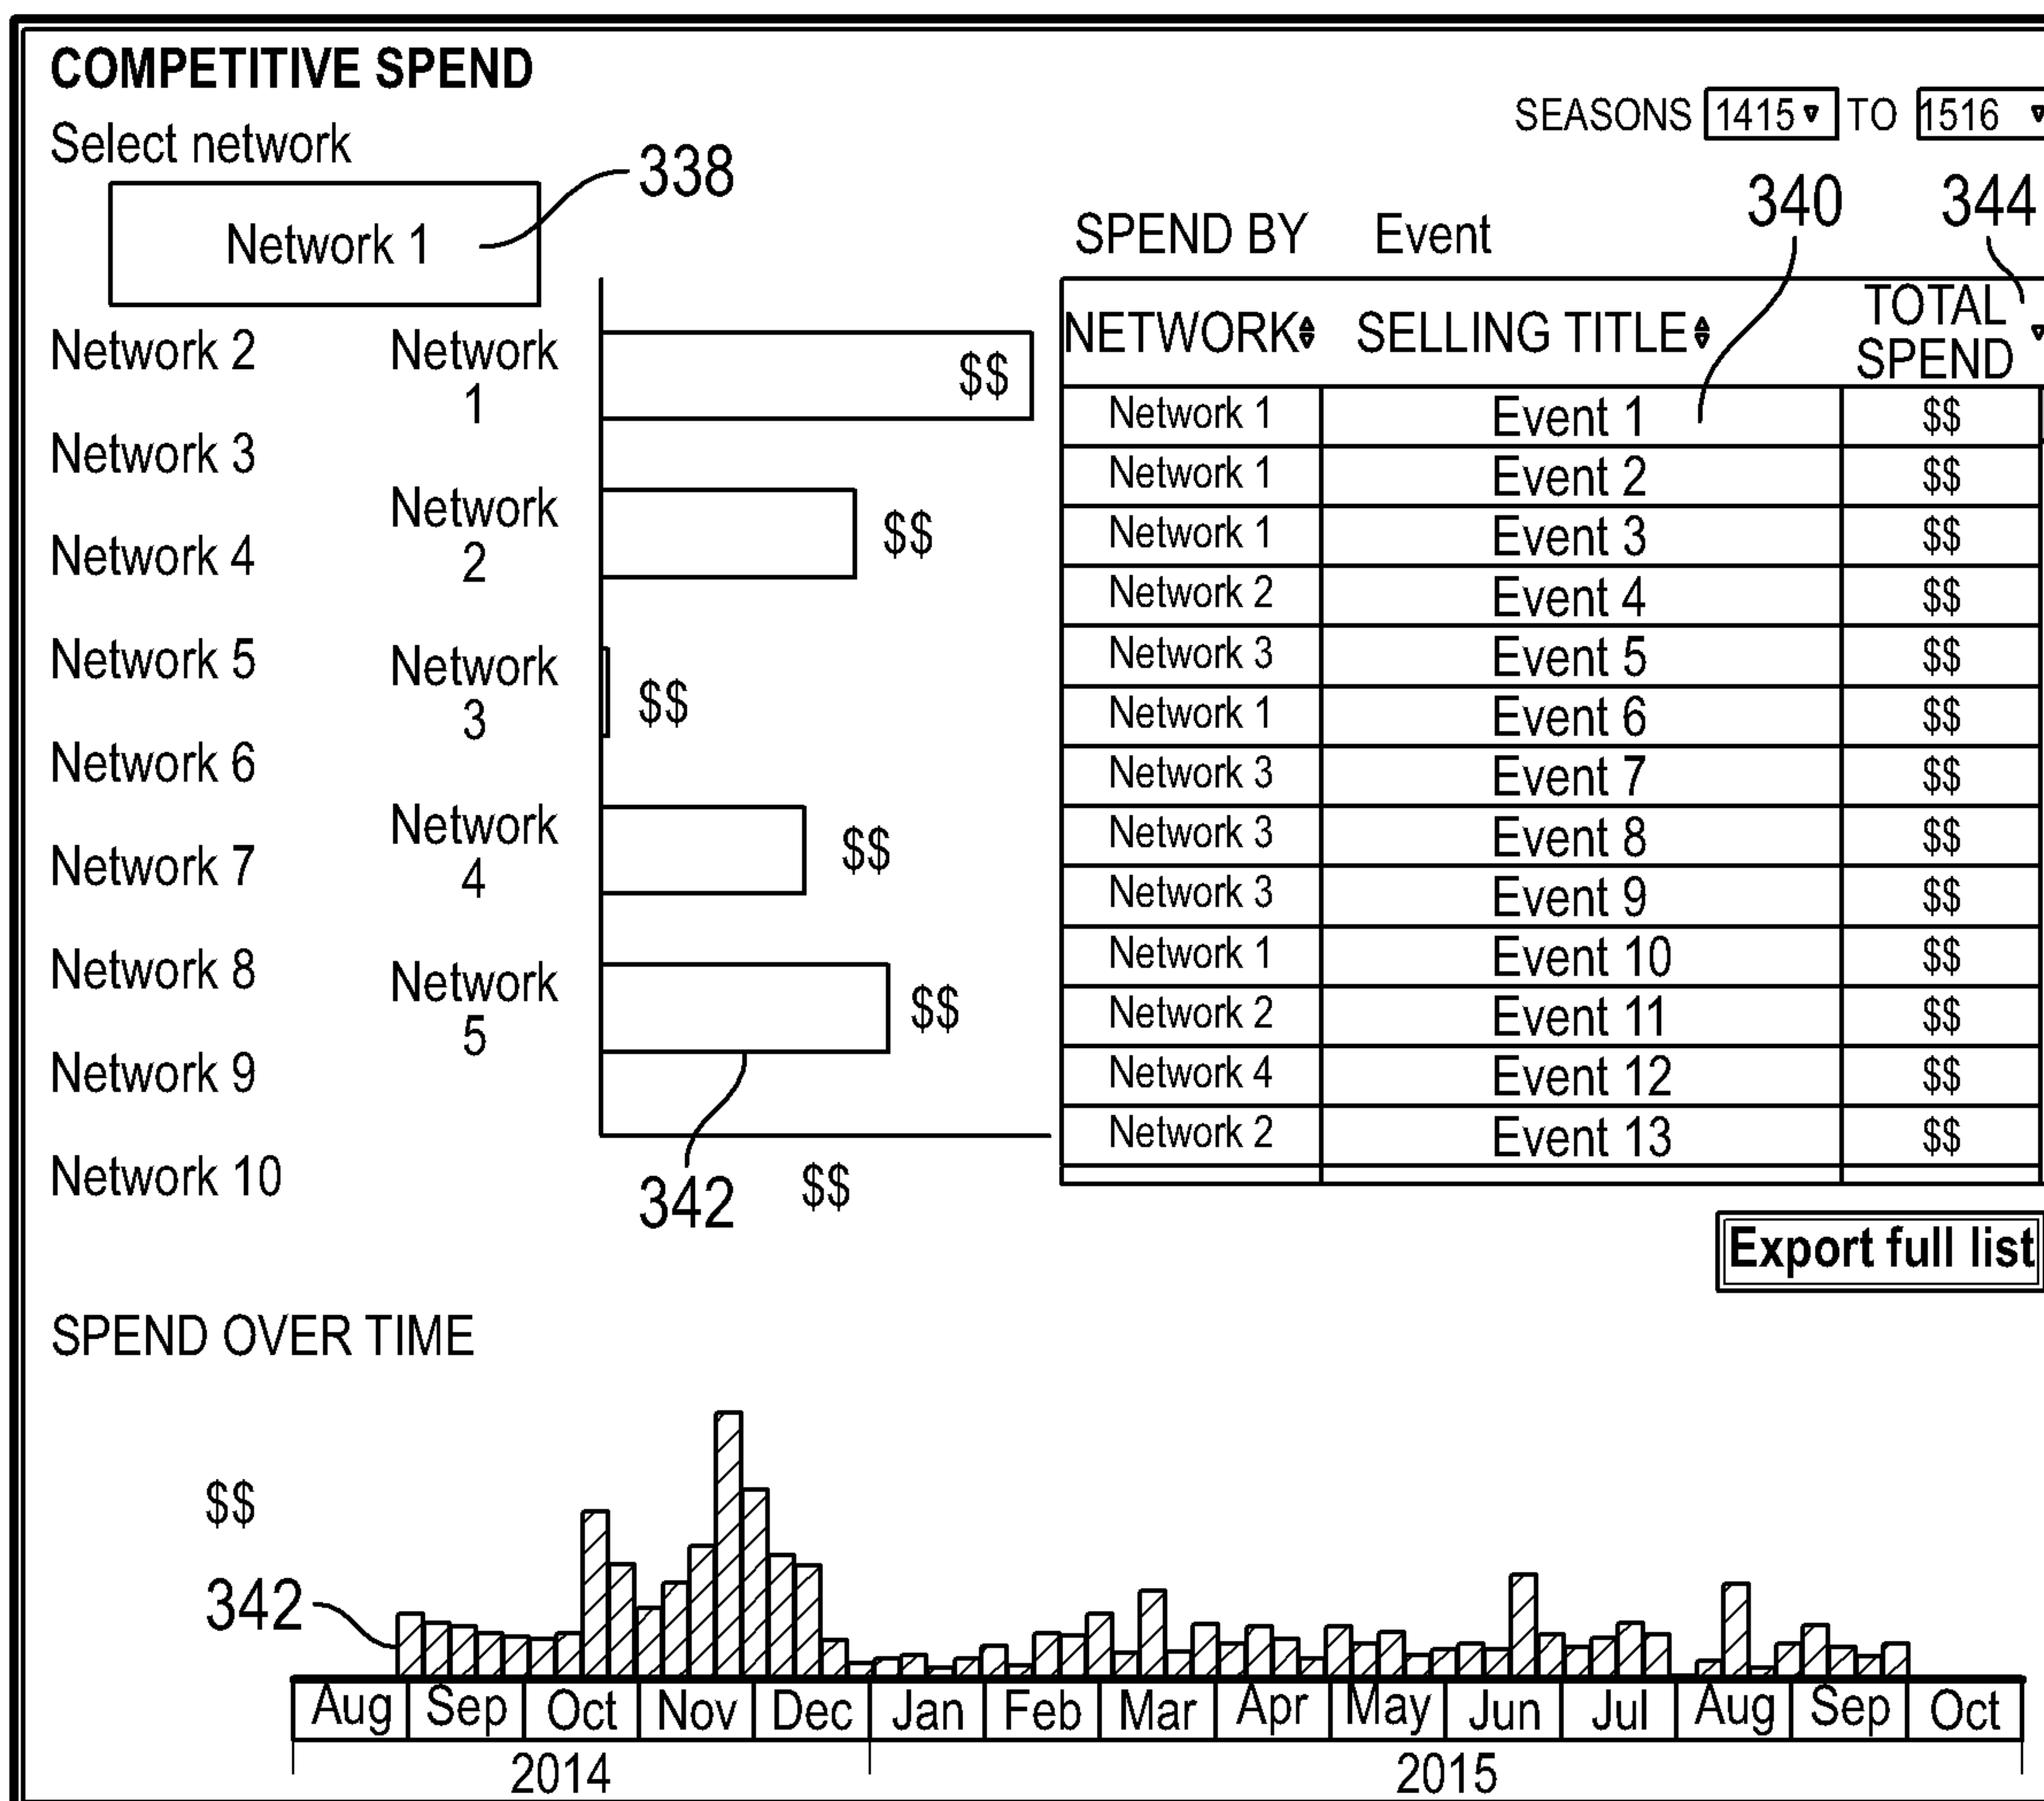 COMPETITIVE SPEND
SEASONS 1415 TO 1516
Select network
338
340
344
Network 1
SPEND BY Event
Network 2
Network 3
Network 4
Network 5
Network 6
Network 7
Network 8
Network 9
Network 10
Network
1
$$
Network
2
$$
Network
3
$$
Network
4
$$
Network
5
$$
342
$$
NETWORK SELLING TITLE TOTAL SPEND
Network 1 Event 1 $$
Network 1 Event 2 $$
Network 1 Event 3 $$
Network 2 Event 4 $$
Network 3 Event 5 $$
Network 1 Event 6 $$
Network 3 Event 7 $$
Network 3 Event 8 $$
Network 3 Event 9 $$
Network 1 Event 10 $$
Network 2 Event 11 $$
Network 4 Event 12 $$
Network 2 Event 13 $$
Export full list
SPEND OVER TIME
$$
342
Aug Sep Oct Nov Dec Jan Feb Mar Apr May Jun Jul Aug Sep Oct
2014 2015